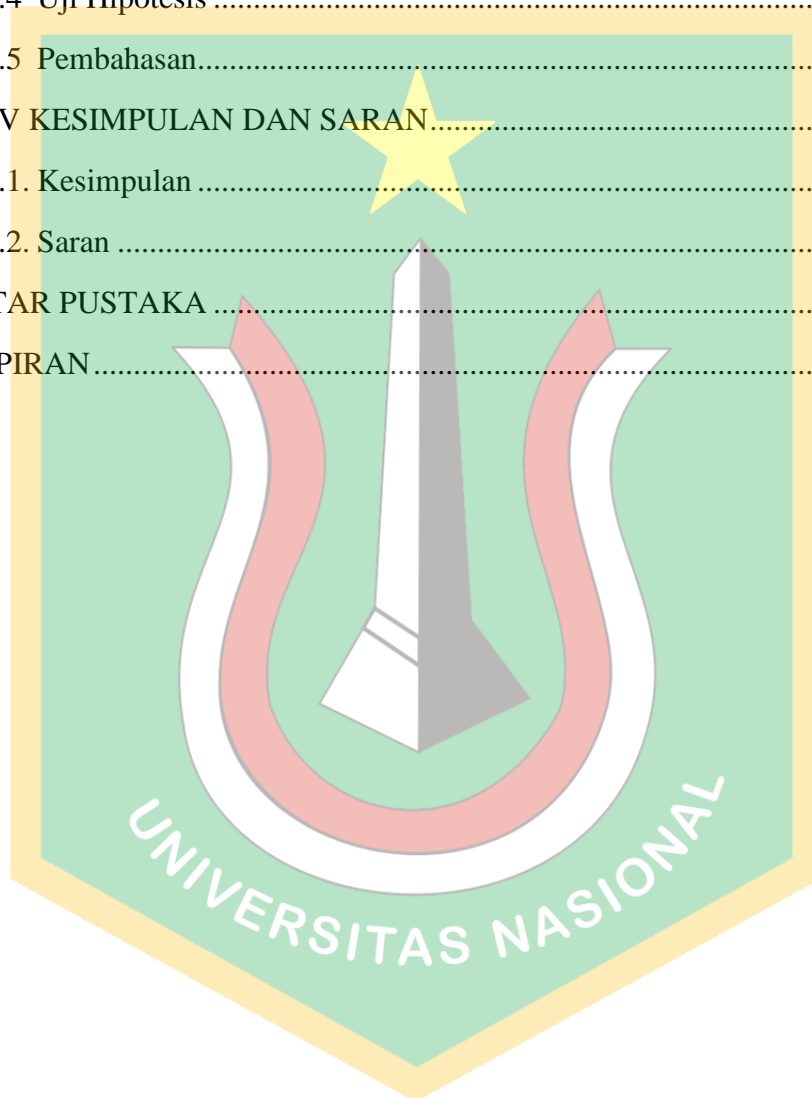 .4 Uji Hipotesis ........................................................................
.5 Pembahasan........................................................................
V KESIMPULAN DAN SARAN................................................
.1. Kesimpulan ........................................................................
.2. Saran ..................................................................................
TAR PUSTAKA ......................................................................
PIRAN....................................................................................
UNIVERSITAS NASIONAL